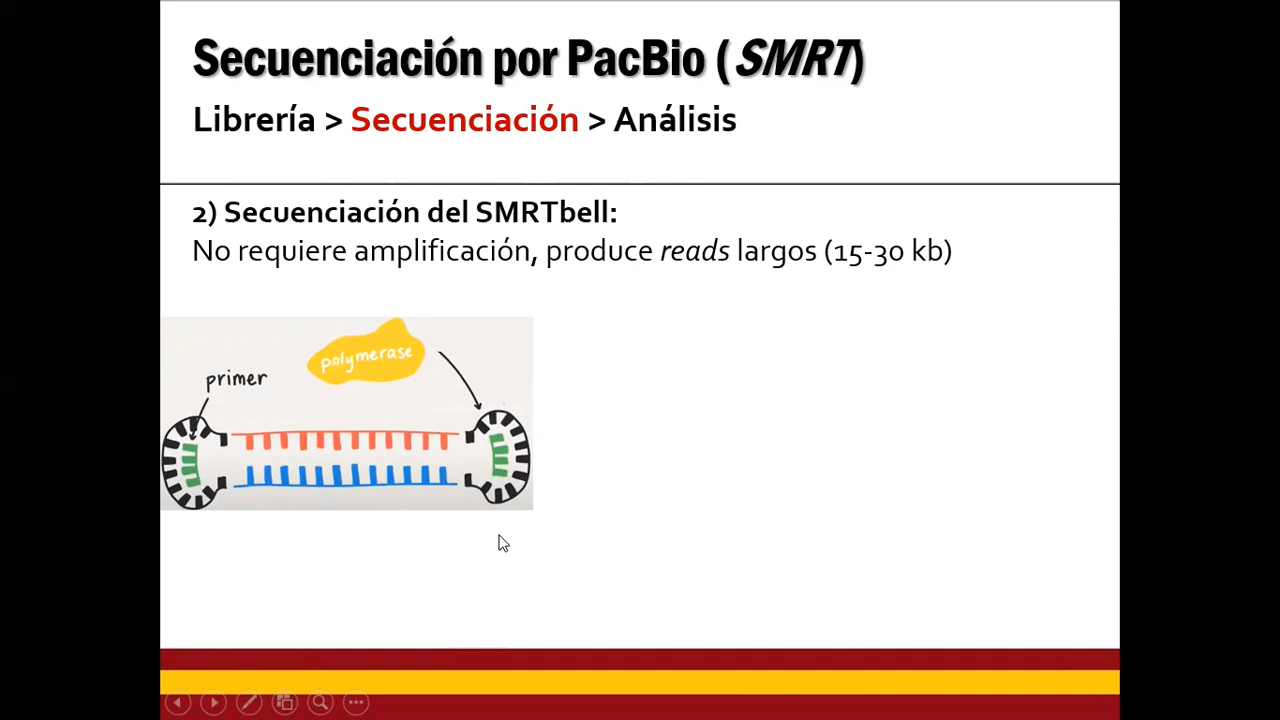 Secuenciación por PacBio (SMRT)
Librería > Secuenciación > Análisis
2) Secuenciación del SMRTbell:
No requiere amplificación, produce reads largos (15-30 kb)
polymerase
primer